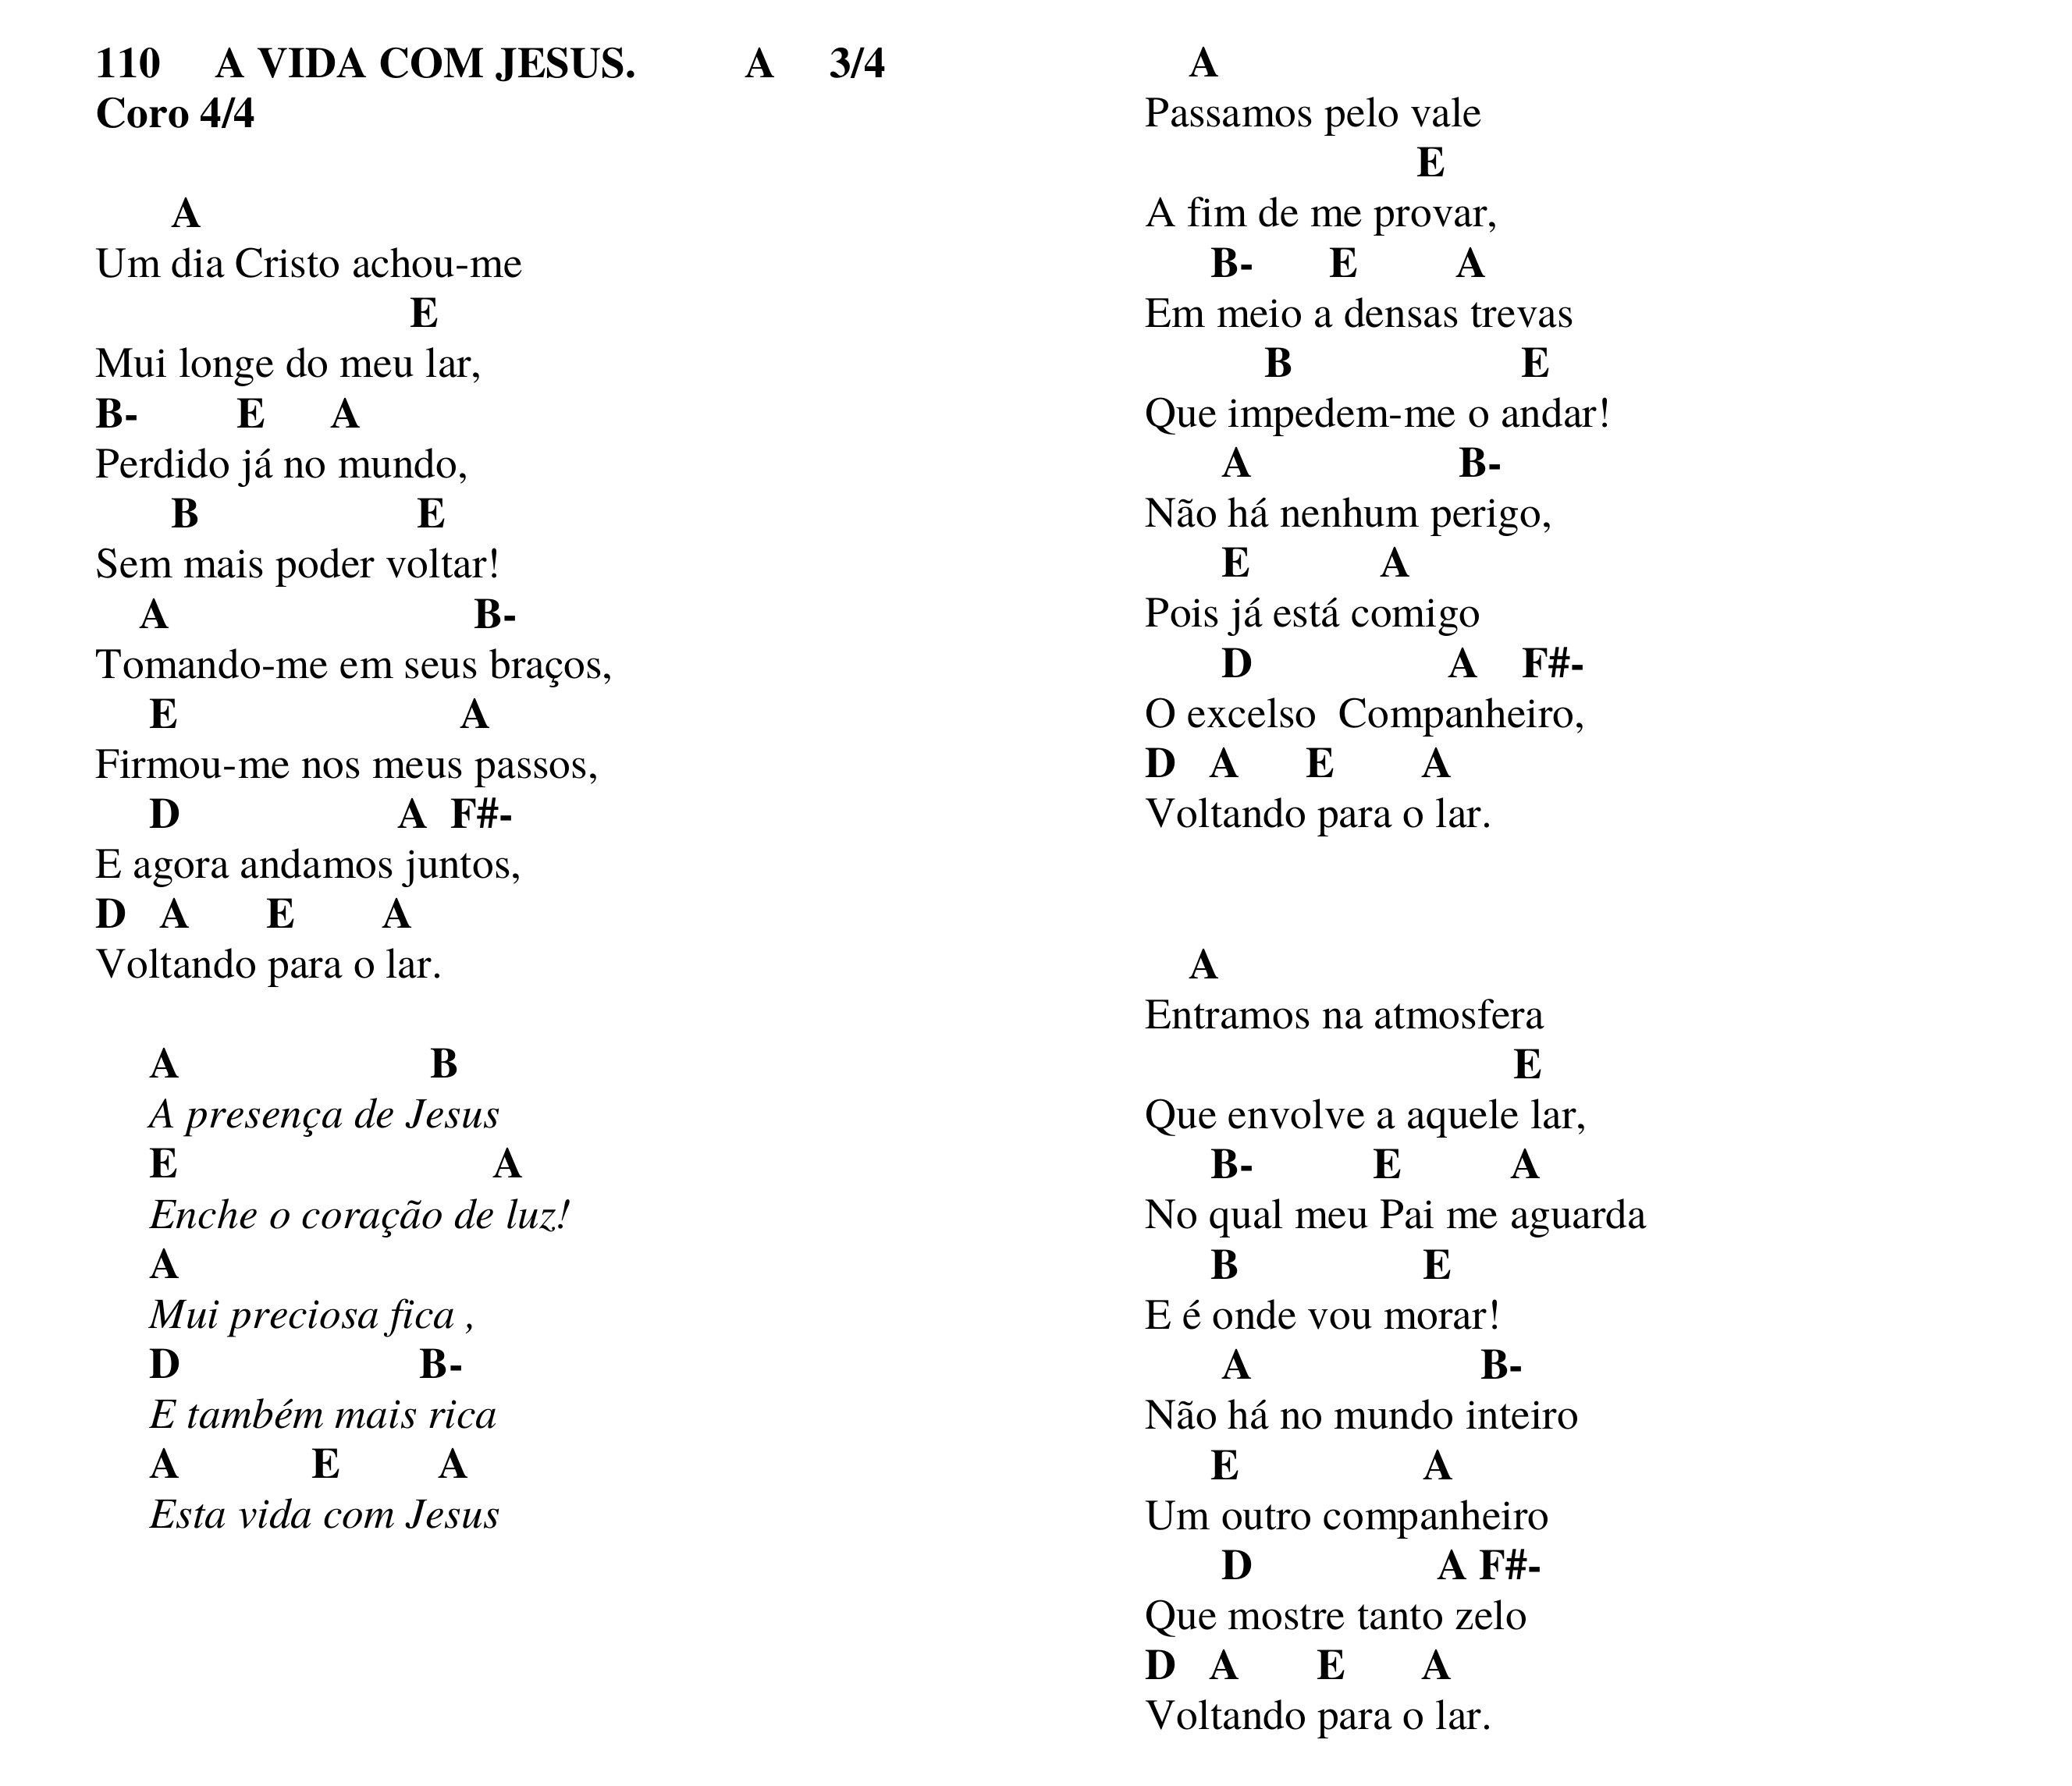 110 A VIDA COM JESUS. A 3/4
Coro 4/4
A
Um dia Cristo achou-me
E
Mui longe do meu lar,
B- E A
Perdido já no mundo,
B E
Sem mais poder voltar!
A B-
Tomando-me em seus braços,
E A
Firmou-me nos meus passos,
D A F#-
E agora andamos juntos,
D A E A
Voltando para o lar.
A B
A presença de Jesus
E A
Enche o coração de luz!
A
Mui preciosa fica ,
D B-
E também mais rica
A E A
Esta vida com Jesus
A
Passamos pelo vale
E
A fim de me provar,
B- E A
Em meio a densas trevas
B E
Que impedem-me o andar!
A B-
Não há nenhum perigo,
E A
Pois já está comigo
D A F#-
O excelso  Companheiro,
D A E A
Voltando para o lar.
A
Entramos na atmosfera
E
Que envolve a aquele lar,
B- E A
No qual meu Pai me aguarda
B E
E é onde vou morar!
A B-
Não há no mundo inteiro
E A
Um outro companheiro
D A F#-
Que mostre tanto zelo
D A E A
Voltando para o lar.